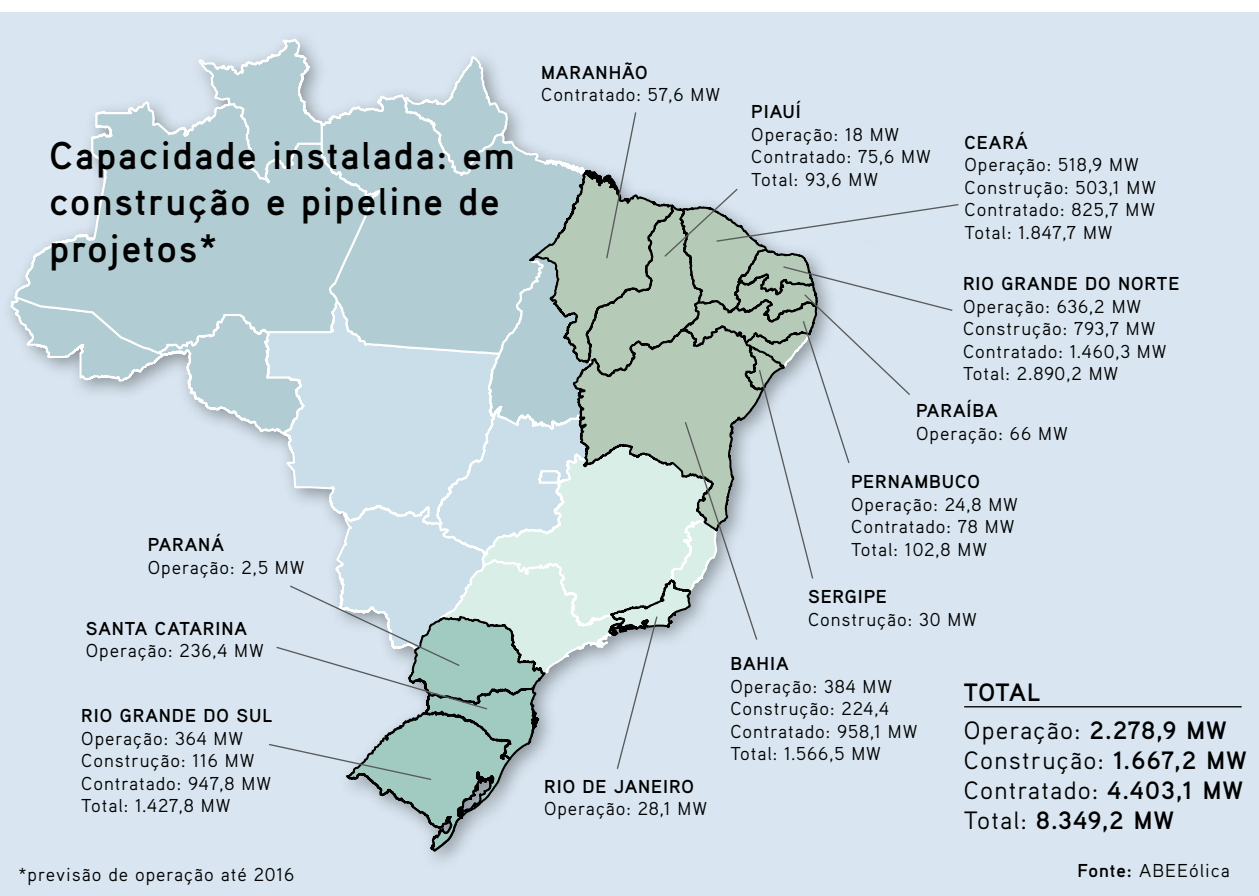 Capacidade instalada: em
construção e pipeline de
projetos*
MARANHÃO
Contratado: 57,6 MW
PIAUÍ
Operação: 18 MW
Contratado: 75,6 MW
Total: 93,6 MW
CEARÁ
Operação: 518,9 MW
Construção: 503,1 MW
Contratado: 825,7 MW
Total: 1.847,7 MW
RIO GRANDE DO NORTE
Operação: 636,2 MW
Construção: 793,7 MW
Contratado: 1.460,3 MW
Total: 2.890,2 MW
PARAÍBA
Operação: 66 MW
PERNAMBUCO
Operação: 24,8 MW
Contratado: 78 MW
Total: 102,8 MW
SERGIPE
Construção: 30 MW
BAHIA
Operação: 384 MW
Construção: 224,4
Contratado: 958,1 MW
Total: 1.566,5 MW
RIO DE JANEIRO
Operação: 28,1 MW
PARANÁ
Operação: 2,5 MW
SANTA CATARINA
Operação: 236,4 MW
RIO GRANDE DO SUL
Operação: 364 MW
Construção: 116 MW
Contratado: 947,8 MW
Total: 1.427,8 MW
TOTAL
Operação: 2.278,9 MW
Construção: 1.667,2 MW
Contratado: 4.403,1 MW
Total: 8.349,2 MW
*previsão de operação até 2016
Fonte: ABEEólica